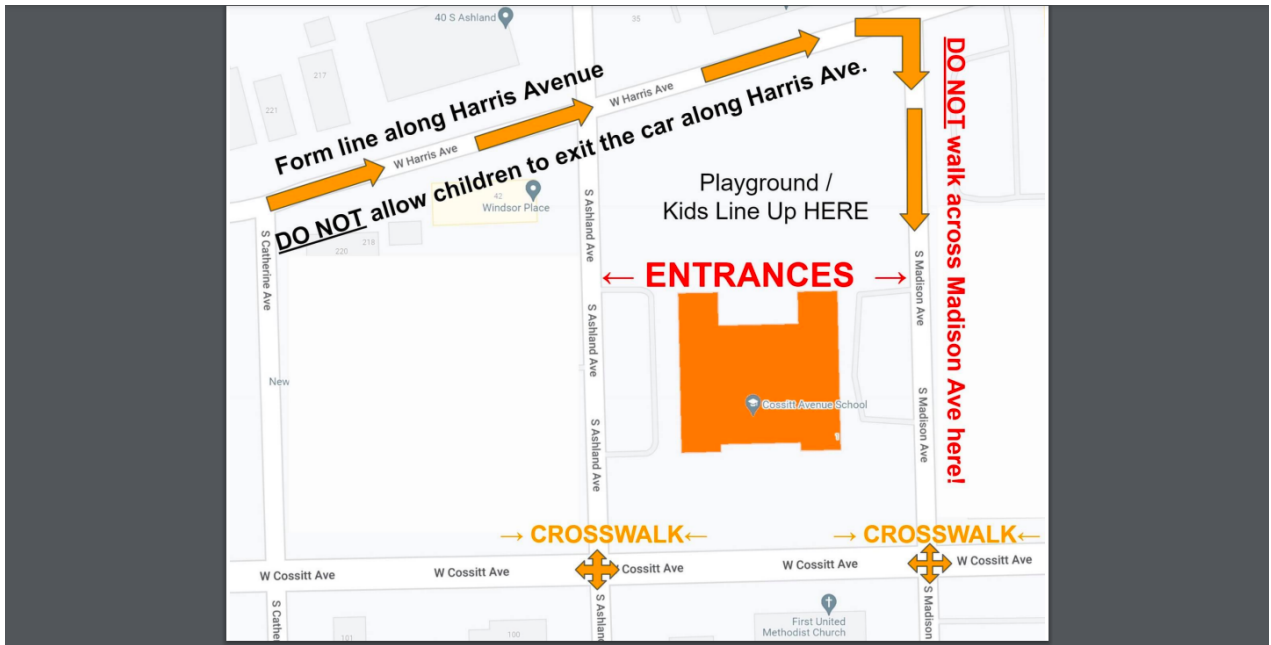 40 S Ashland
35
217
221
Form line along Harris Avenue
W Harris Ave
W Harris Ave
DO NOT allow children to exit the car along Harris Ave.
DO NOT walk across Madison Ave here!
42
Windsor Place
218
220
Playground /
Kids Line Up HERE
S Catherine Ave
S Ashland Ave
S Madison Ave
← ENTRANCES →
S Ashland Ave
New
Cossitt Avenue School
S Madison Ave
S Ashland Ave
→ CROSSWALK ←
→ CROSSWALK ←
W Cossitt Ave
W Cossitt Ave
Cossitt Ave
W Cossitt Ave
W Cossitt Ave
S Cathe
S Ashlan
S Madison
101
100
First United
Methodist Church